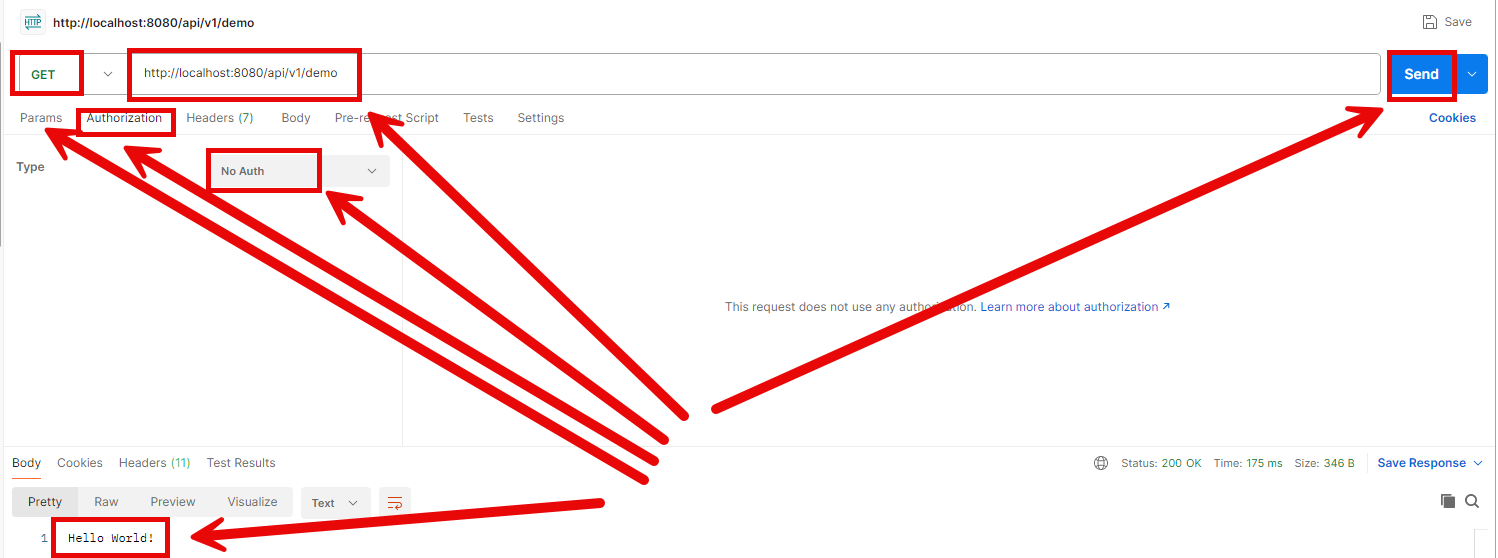 HTTP http://localhost:8080/api/v1/demo Save
GET http://localhost:8080/api/v1/demo Send
Params Authorization Headers (7) Body Pre-request Script Tests Settings Cookies
Type No Auth
This request does not use any authorization. Learn more about authorization ↗
Body Cookies Headers (11) Test Results Status: 200 OK Time: 175 ms Size: 346 B Save Response
Pretty Raw Preview Visualize Text
1 Hello World!